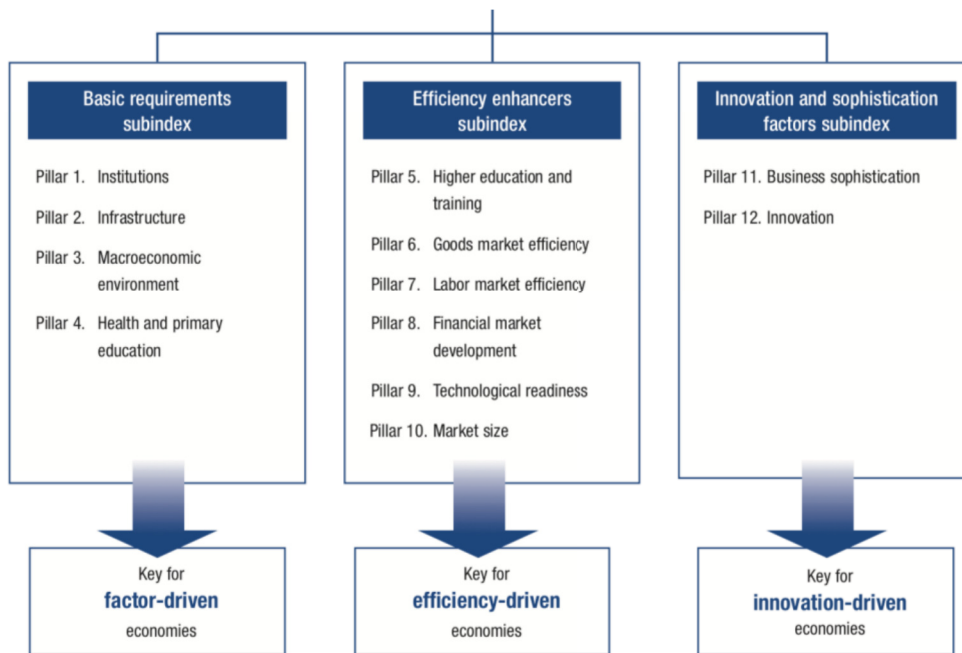 Basic requirements
subindex
Pillar 1. Institutions
Pillar 2. Infrastructure
Pillar 3. Macroeconomic
environment
Pillar 4. Health and primary
education
Key for
factor-driven
economies
Efficiency enhancers
subindex
Pillar 5. Higher education and
training
Pillar 6. Goods market efficiency
Pillar 7. Labor market efficiency
Pillar 8. Financial market
development
Pillar 9. Technological readiness
Pillar 10. Market size
Key for
efficiency-driven
economies
Innovation and sophistication
factors subindex
Pillar 11. Business sophistication
Pillar 12. Innovation
Key for
innovation-driven
economies